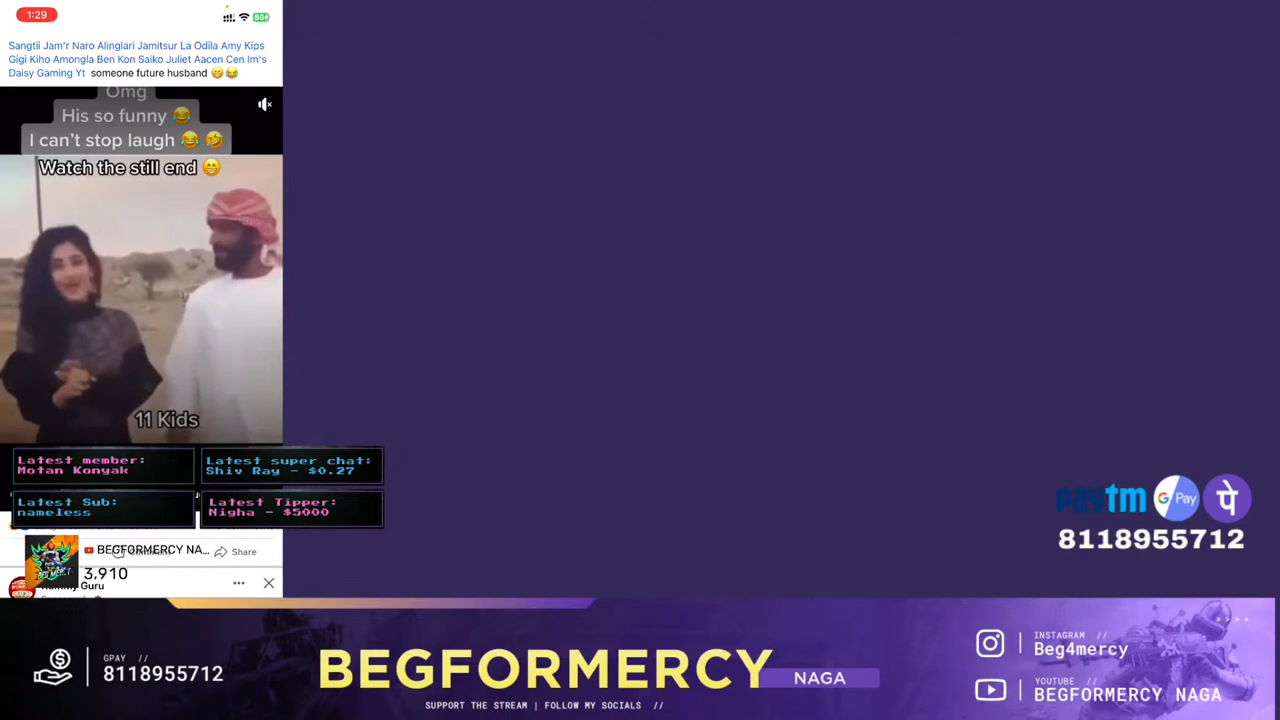 1:29
80+
Sangtii Jam'r Naro Alinglari Jamitsur La Odila Amy Kips
Gigi Kiho Amongla Ben Kon Saiko Juliet Aacen Cen Im's
Daisy Gaming Yt someone future husband 🤭😂
Omg
His so funny 😂
I can't stop laugh 😂 🤣
Watch the still end 😁
11 Kids
Latest member:
Motan Konyak
Latest super chat:
Shiv Ray - $0.27
Latest Sub:
nameless
Latest Tipper:
Nigha - $5000
BEGFORMERCY NA...
Share
3,910
Guru
paytm
G Pay
पे
8118955712
GPAY //
8118955712
BEGFORMERCY
NAGA
SUPPORT THE STREAM | FOLLOW MY SOCIALS //
> > > >
INSTAGRAM //
Beg4mercy
YOUTUBE //
BEGFORMERCY NAGA